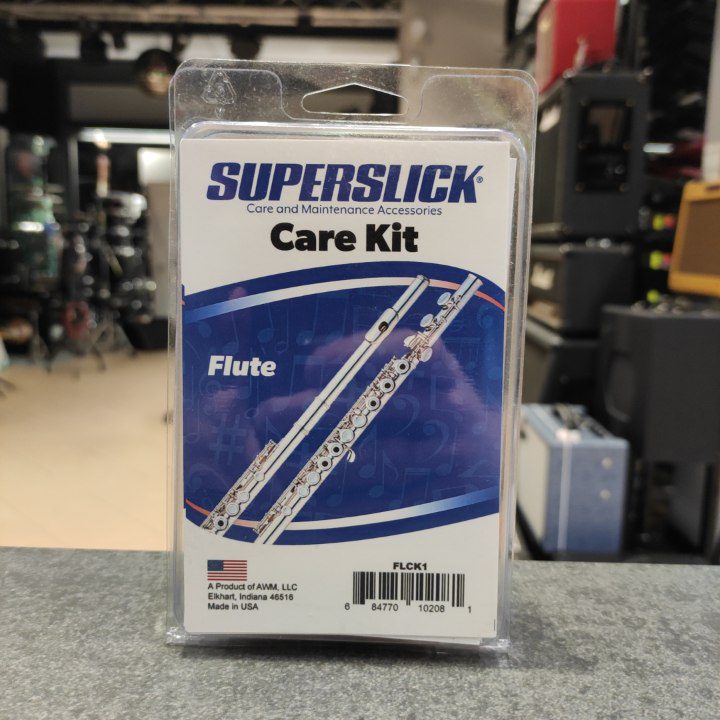 SUPERSLICK®
Care and Maintenance Accessories
Care Kit
Flute
A Product of AWM, LLC
Elkhart, Indiana 46516
Made in USA
FLCK1
6 84770 10208 1